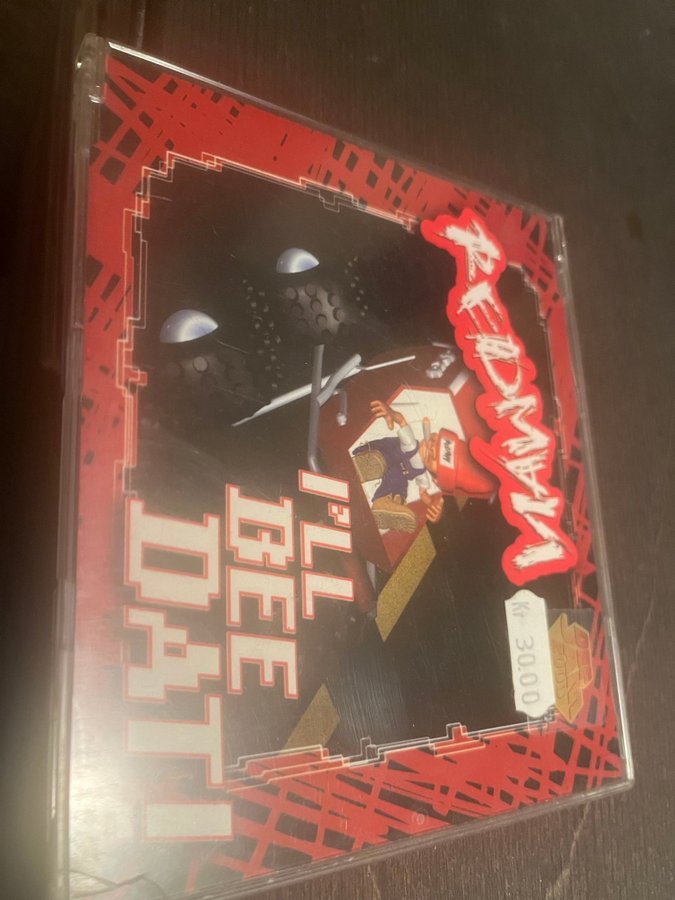 REDMAN
I'LL
BEE
DAT!
Kr 30.00